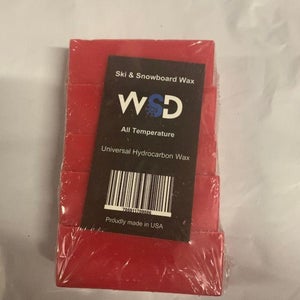 Ski & Snowboard Wax
WSD
All Temperature
Universal Hydrocarbon Wax
Proudly made in USA